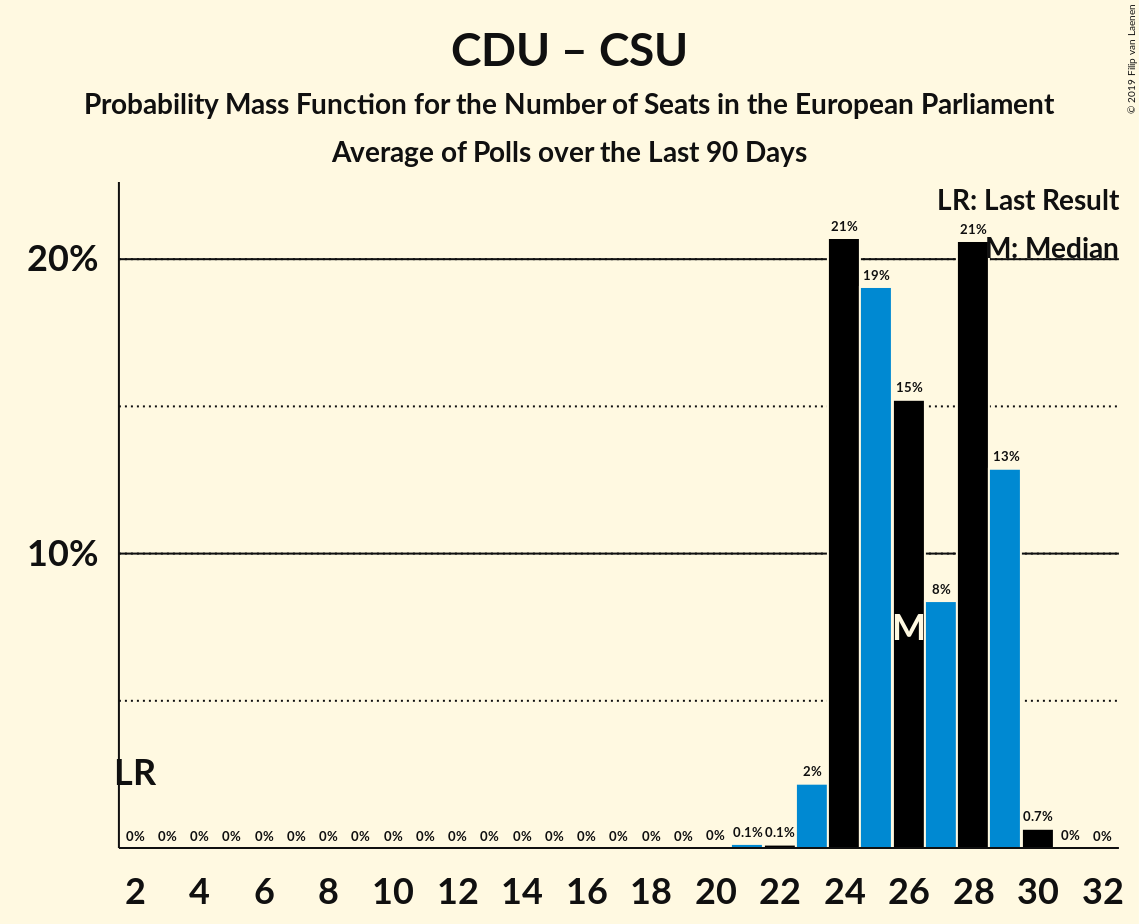 CDU – CSU
Probability Mass Function for the Number of Seats in the European Parliament
Average of Polls over the Last 90 Days
© 2019 Filip van Laenen
LR: Last Result
M: Median
20%
10%
21%
19%
15%
8%
21%
13%
M
LR
0% 0% 0% 0% 0% 0% 0% 0% 0% 0% 0% 0% 0% 0% 0% 0% 0% 0% 0% 0.1% 0.1% 2% 0.7% 0% 0%
2 4 6 8 10 12 14 16 18 20 22 24 26 28 30 32